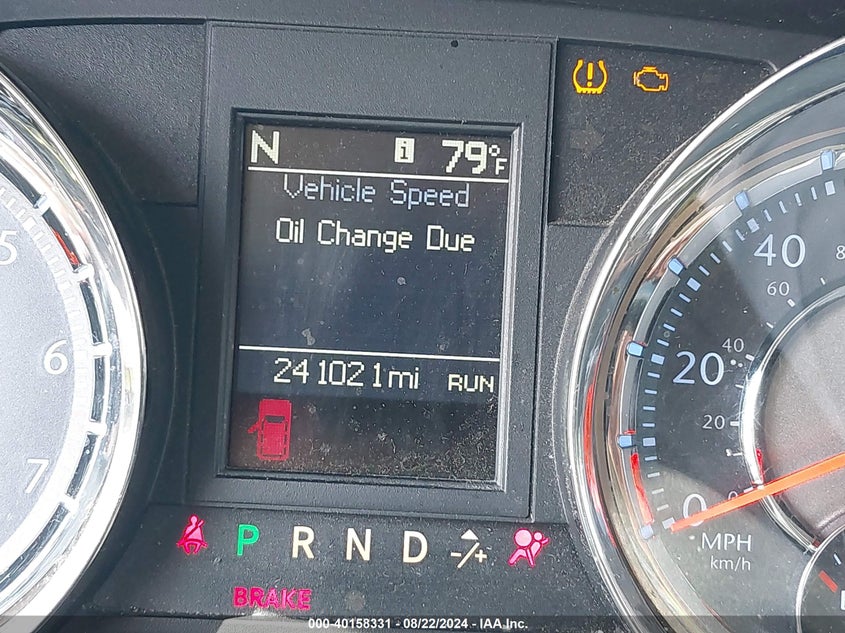 N i 79°F
Vehicle Speed
Oil Change Due
241021mi RUN
P R N D -/+
BRAKE
5
6
7
40
60
20
40
20
0
0
MPH
km/h
000-40158331 - 08/22/2024 - IAA Inc.